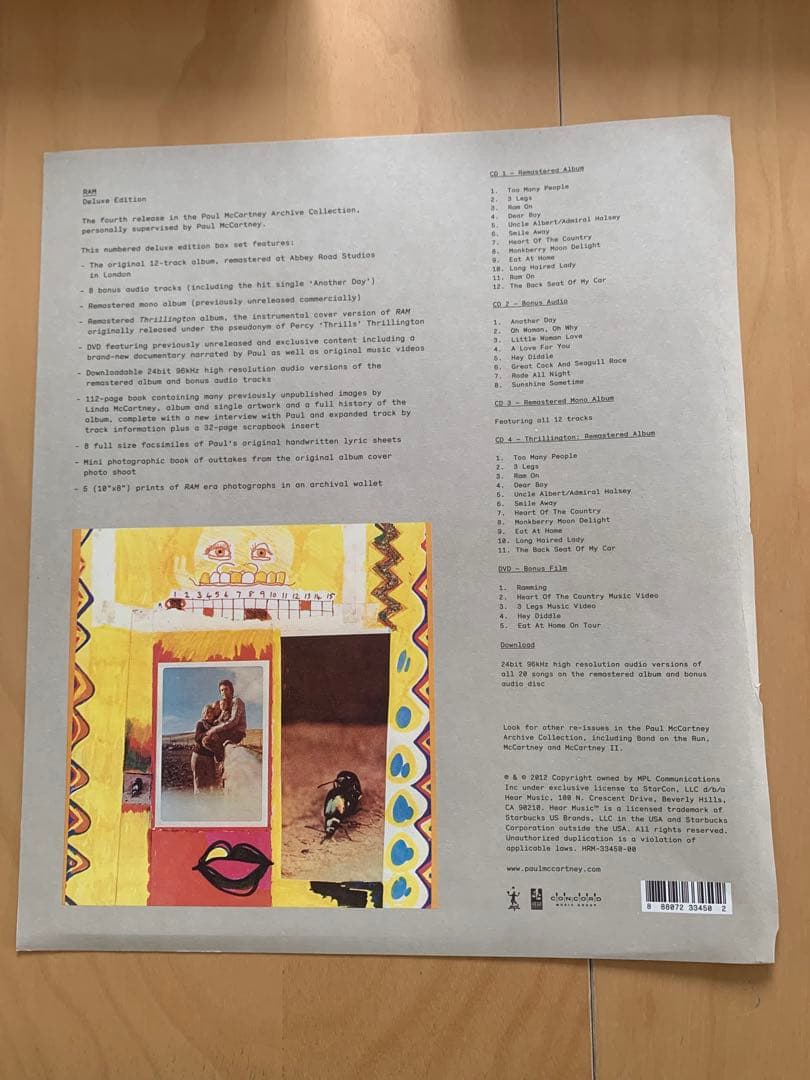 RAM
Deluxe Edition
The fourth release in the Paul McCartney Archive Collection,
personally supervised by Paul McCartney.
This numbered deluxe edition box set features:
- The original 12-track album, remastered at Abbey Road Studios
in London
- 8 bonus audio tracks (including the hit single 'Another Day')
- Remastered mono album (previously unreleased commercially)
- Remastered Thrillington album, the instrumental cover version of RAM
originally released under the pseudonym of Percy 'Thrills' Thrillington
- DVD featuring previously unreleased and exclusive content including a
brand-new documentary narrated by Paul as well as original music videos
- Downloadable 24bit 96kHz high resolution audio versions of the
remastered album and bonus audio tracks
- 112-page book containing many previously unpublished images by
Linda McCartney, album and single artwork and a full history of the
album, complete with a new interview with Paul and expanded track by
track information plus a 32-page scrapbook insert
- 8 full size facsimiles of Paul's original handwritten lyric sheets
- Mini photographic book of outtakes from the original album cover
photo shoot
- 5 (10"x8") prints of RAM era photographs in an archival wallet
1 2 3 4 5 6 7 8 9 10 11 12 13 14 15
CD 1 - Remastered Album
1. Too Many People
2. 3 Legs
3. Ram On
4. Dear Boy
5. Uncle Albert/Admiral Halsey
6. Smile Away
7. Heart Of The Country
8. Monkberry Moon Delight
9. Eat At Home
10. Long Haired Lady
11. Ram On
12. The Back Seat Of My Car
CD 2 - Bonus Audio
1. Another Day
2. Oh Woman, Oh Why
3. Little Woman Love
4. A Love For You
5. Hey Diddle
6. Great Cock And Seagull Race
7. Rode All Night
8. Sunshine Sometime
CD 3 - Remastered Mono Album
Featuring all 12 tracks
CD 4 - Thrillington: Remastered Album
1. Too Many People
2. 3 Legs
3. Ram On
4. Dear Boy
5. Uncle Albert/Admiral Halsey
6. Smile Away
7. Heart Of The Country
8. Monkberry Moon Delight
9. Eat At Home
10. Long Haired Lady
11. The Back Seat Of My Car
DVD - Bonus Film
1. Ramming
2. Heart Of The Country Music Video
3. 3 Legs Music Video
4. Hey Diddle
5. Eat At Home On Tour
Download
24bit 96kHz high resolution audio versions of
all 20 songs on the remastered album and bonus
audio disc
Look for other re-issues in the Paul McCartney
Archive Collection, including Band on the Run,
McCartney and McCartney II.
℗ & © 2012 Copyright owned by MPL Communications
Inc under exclusive license to StarCon, LLC d/b/a
Hear Music, 100 N. Crescent Drive, Beverly Hills,
CA 90210. Hear Music™ is a licensed trademark of
Starbucks US Brands, LLC in the USA and Starbucks
Corporation outside the USA. All rights reserved.
Unauthorized duplication is a violation of
applicable laws. HRM-33450-00
www.paulmccartney.com
MPL
HEAR
CONCORD
MUSIC GROUP
8 88072 33450 2